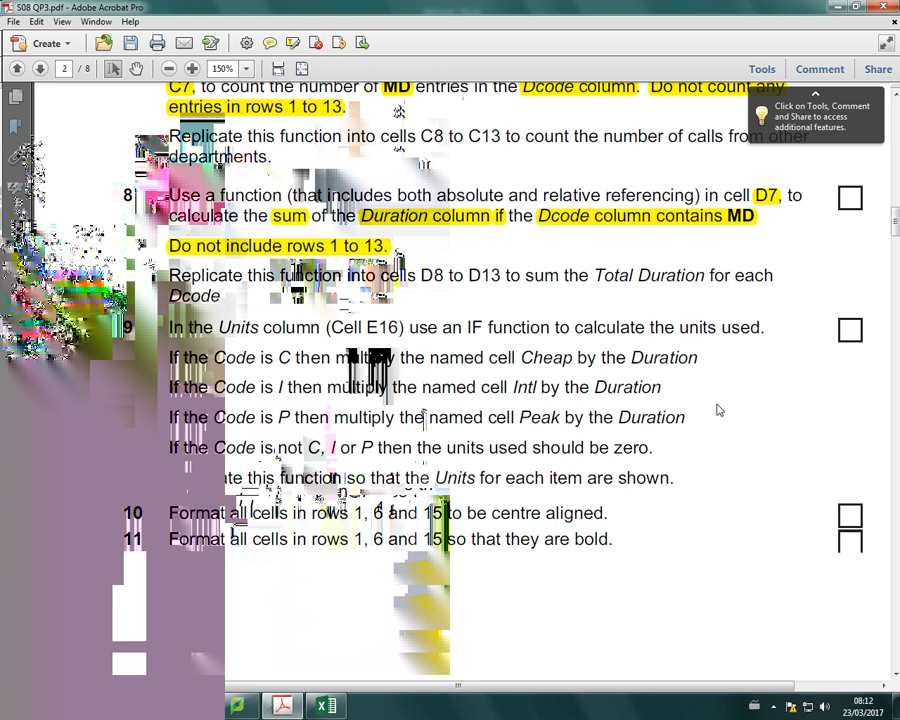 S08 QP3.pdf - Adobe Acrobat Pro
File Edit View Window Help
Create
2 / 8 150% Tools Comment Share
Click on Tools, Comment
and Share to access
additional features.
C7, to count the number of MD entries in the Dcode column. Do not count any
entries in rows 1 to 13.
Replicate this function into cells C8 to C13 to count the number of calls from other
departments.
8 Use a function (that includes both absolute and relative referencing) in cell D7, to
calculate the sum of the Duration column if the Dcode column contains MD
Do not include rows 1 to 13.
Replicate this function into cells D8 to D13 to sum the Total Duration for each
Dcode
9 In the Units column (Cell E16) use an IF function to calculate the units used.
If the Code is C then multiply the named cell Cheap by the Duration
If the Code is I then multiply the named cell Intl by the Duration
If the Code is P then multiply the named cell Peak by the Duration
If the Code is not C, I or P then the units used should be zero.
this function so that the Units for each item are shown.
10 Format all cells in rows 1, 6 and 15 to be centre aligned.
11 Format all cells in rows 1, 6 and 15 so that they are bold.
08:12
23/03/2017